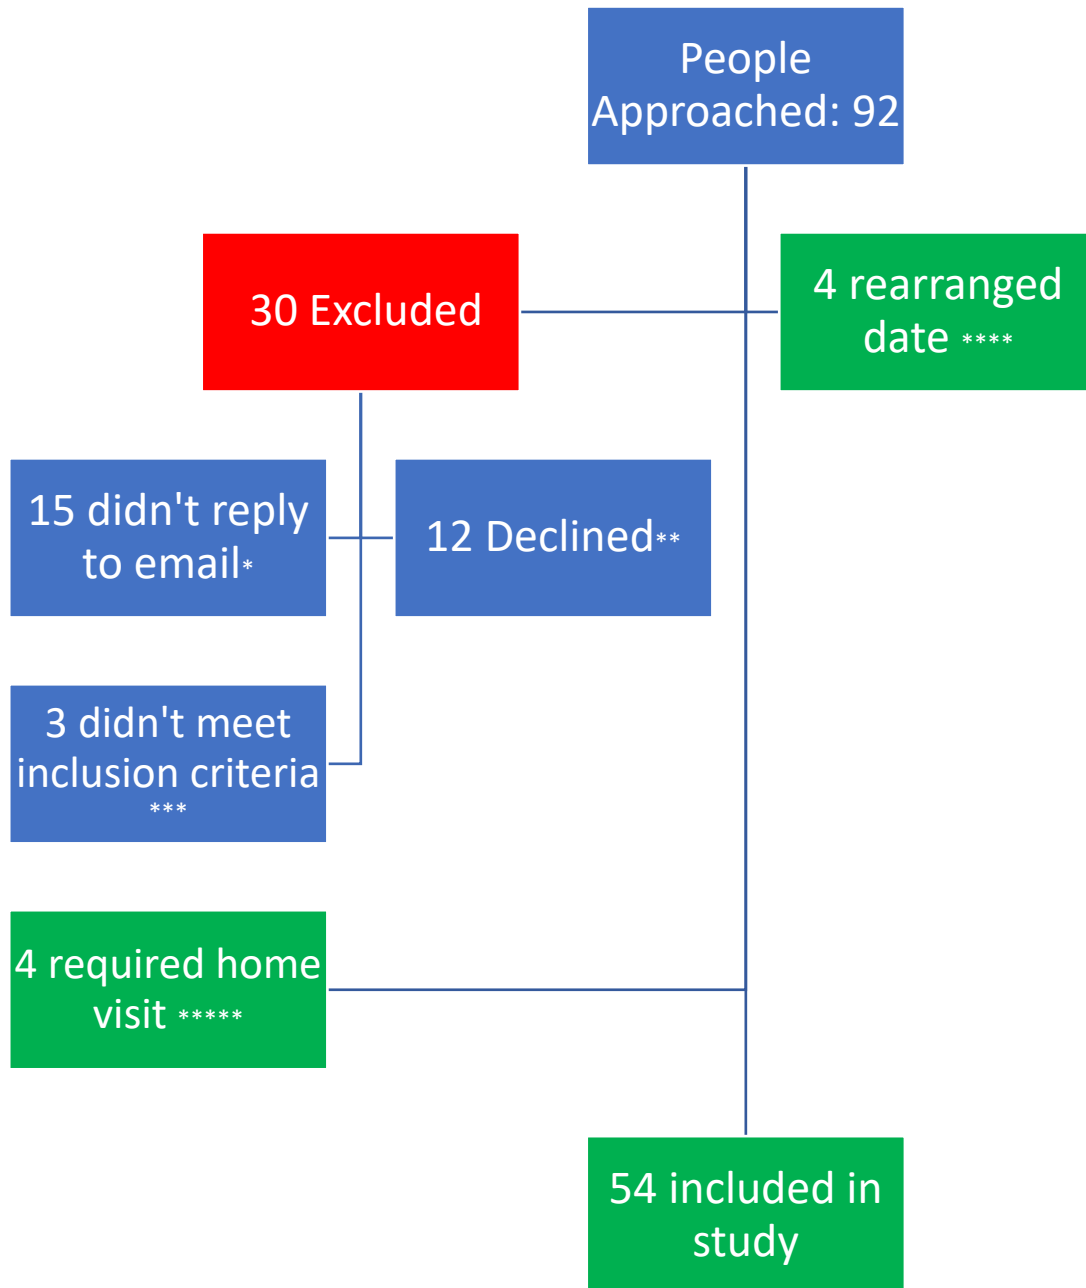 People
Approached: 92
30 Excluded
4 rearranged
date ****
15 didn't reply
to email*
12 Declined**
3 didn't meet
inclusion criteria
***
4 required home
visit *****
54 included in
study